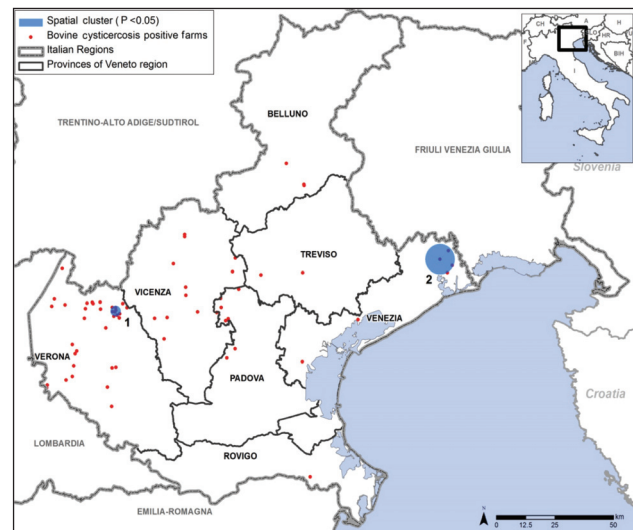 Spatial cluster ( P <0.05)
Bovine cysticercosis positive farms
Italian Regions
Provinces of Veneto region
CH
A
H
SLO
HR
F
BIH
I
TRENTINO-ALTO ADIGE/SUDTIROL
BELLUNO
FRIULI VENEZIA GIULIA
Slovenia
TREVISO
VICENZA
2
VENEZIA
1
VERONA
PADOVA
Croatia
LOMBARDIA
ROVIGO
EMILIA-ROMAGNA
N
km
0 12.5 25 50